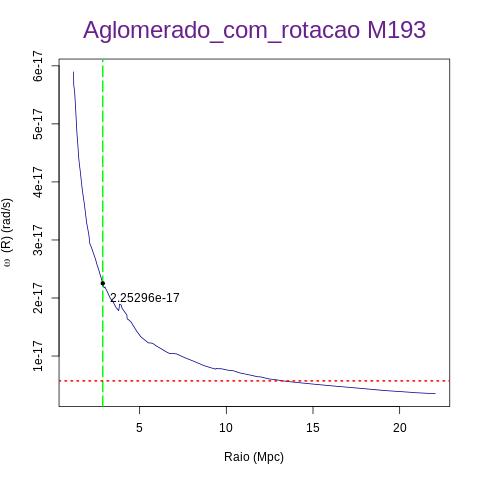 Aglomerado_com_rotacao M193
6e-17
5e-17
4e-17
3e-17
2e-17
1e-17
ω (R) (rad/s)
2.25296e-17
5 10 15 20
Raio (Mpc)